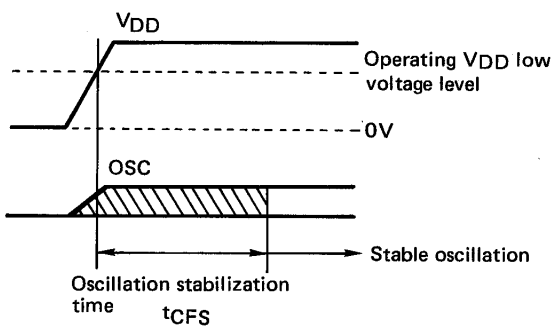 VDD
Operating VDD low
voltage level
0V
OSC
Stable oscillation
Oscillation stabilization
time
tCFS